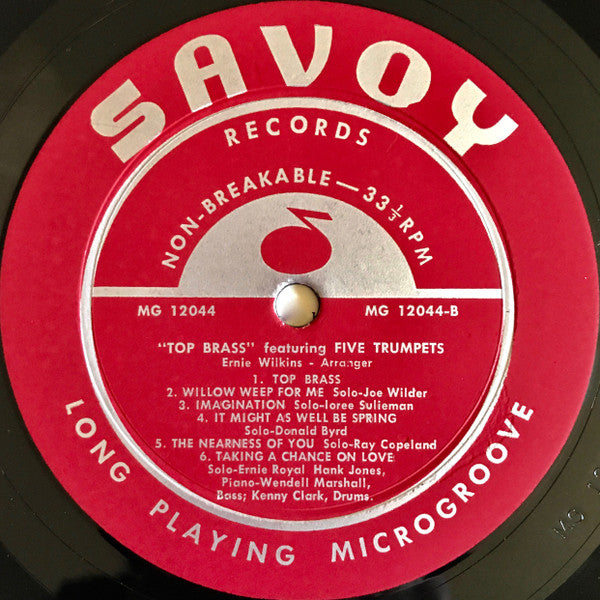 SAVOY
RECORDS
NON-BREAKABLE — 33⅓ RPM
MG 12044 MG 12044-B
"TOP BRASS" featuring FIVE TRUMPETS
Ernie Wilkins - Arranger
1. TOP BRASS
2. WILLOW WEEP FOR ME Solo-Joe Wilder
3. IMAGINATION Solo-Ioree Sulieman
4. IT MIGHT AS WELL BE SPRING
Solo-Donald Byrd
5. THE NEARNESS OF YOU Solo-Ray Copeland
6. TAKING A CHANCE ON LOVE
Solo-Ernie Royal Hank Jones,
Piano-Wendell Marshall,
Bass; Kenny Clark, Drums.
LONG PLAYING MICROGROOVE
MG